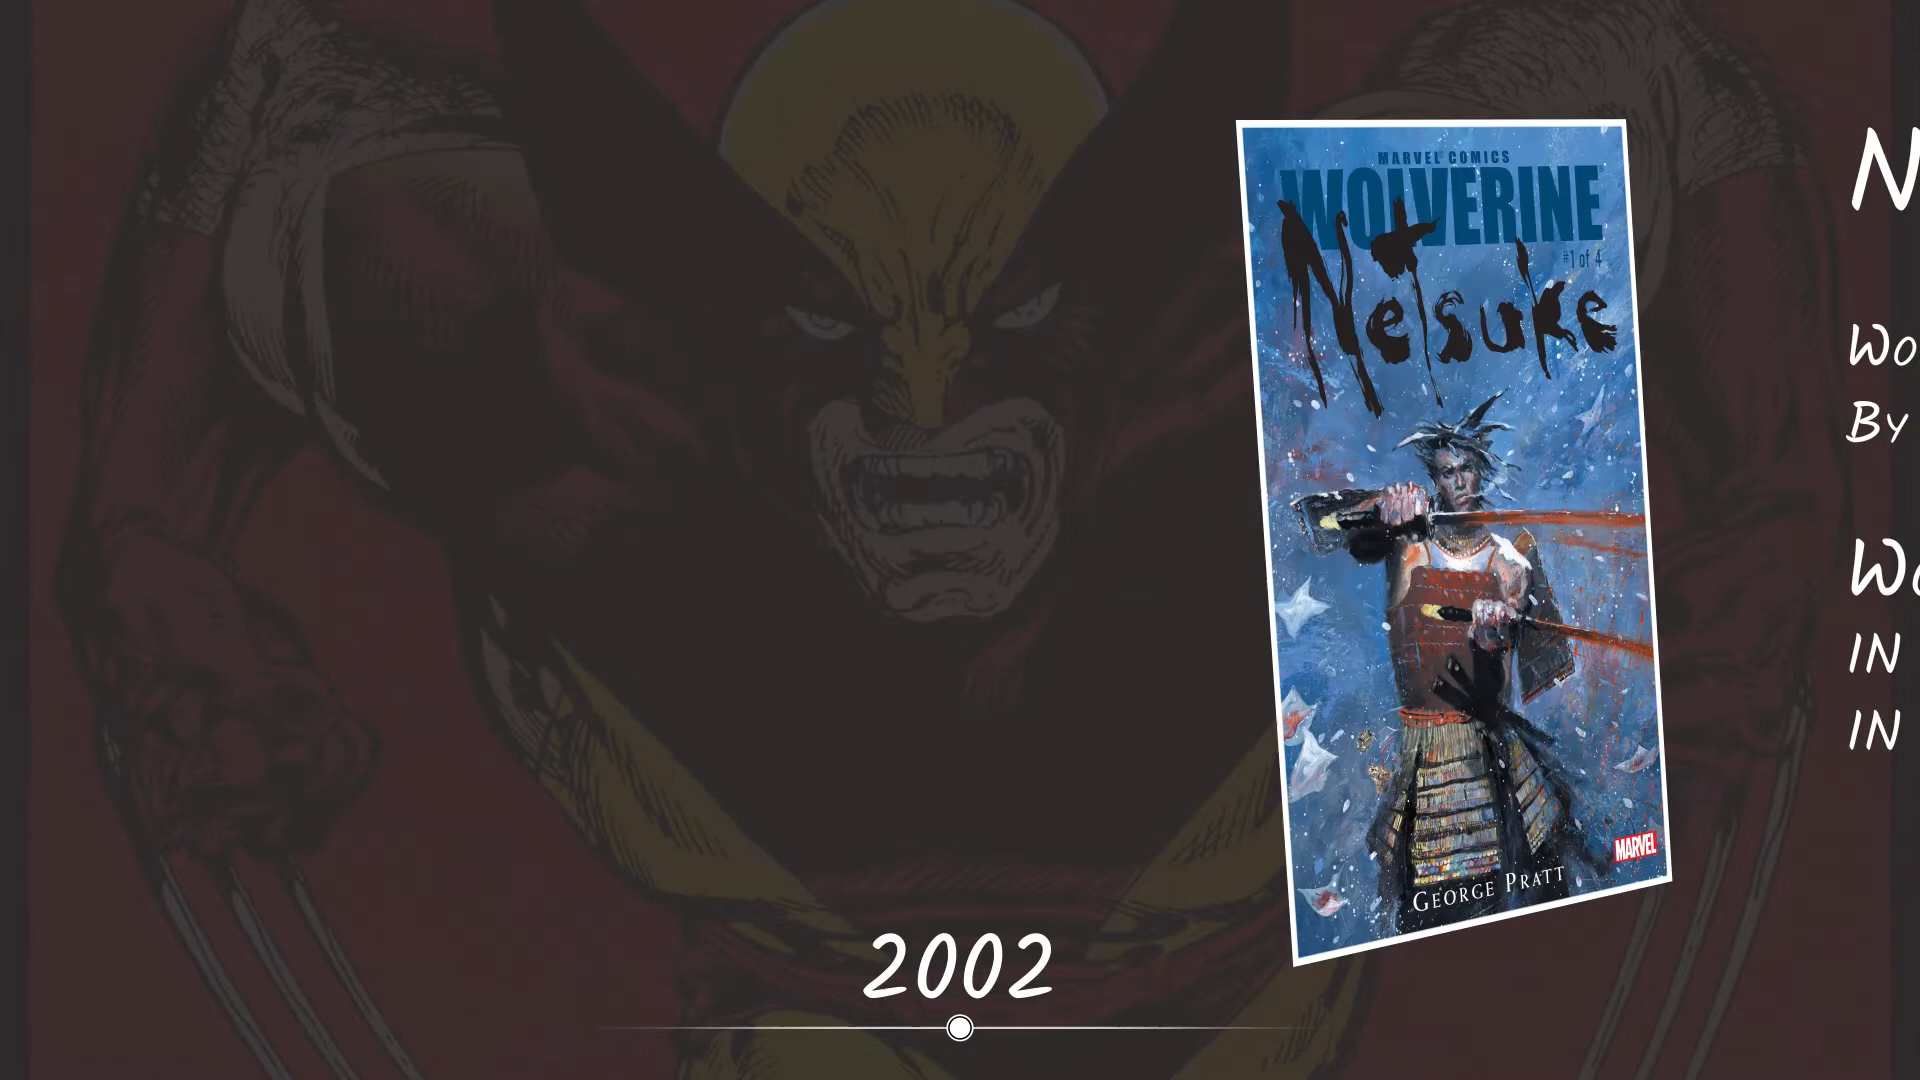 MARVEL COMICS
WOLVERINE
#1 of 4
Netsuke
MARVEL
GEORGE PRATT
2002
N
WO
BY
WO
IN
IN